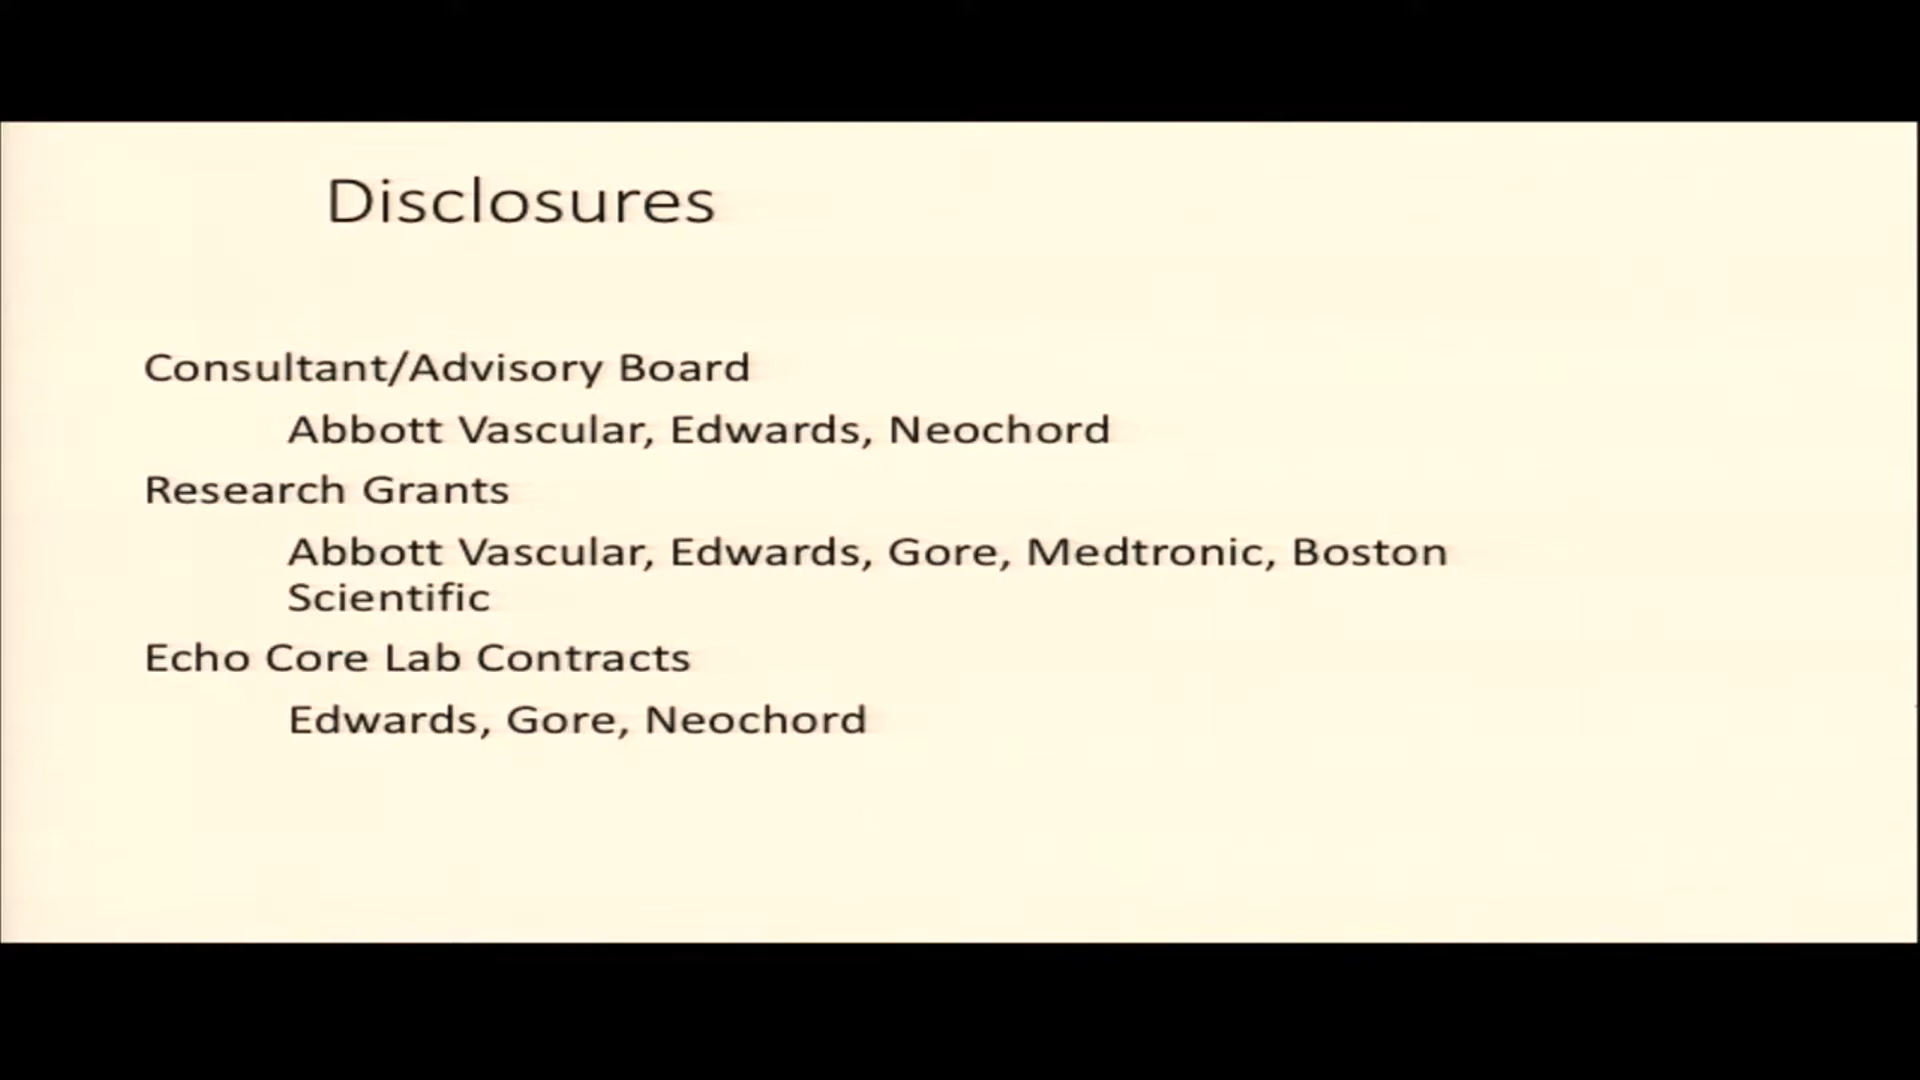 Disclosures
Consultant/Advisory Board
Abbott Vascular, Edwards, Neochord
Research Grants
Abbott Vascular, Edwards, Gore, Medtronic, Boston
Scientific
Echo Core Lab Contracts
Edwards, Gore, Neochord